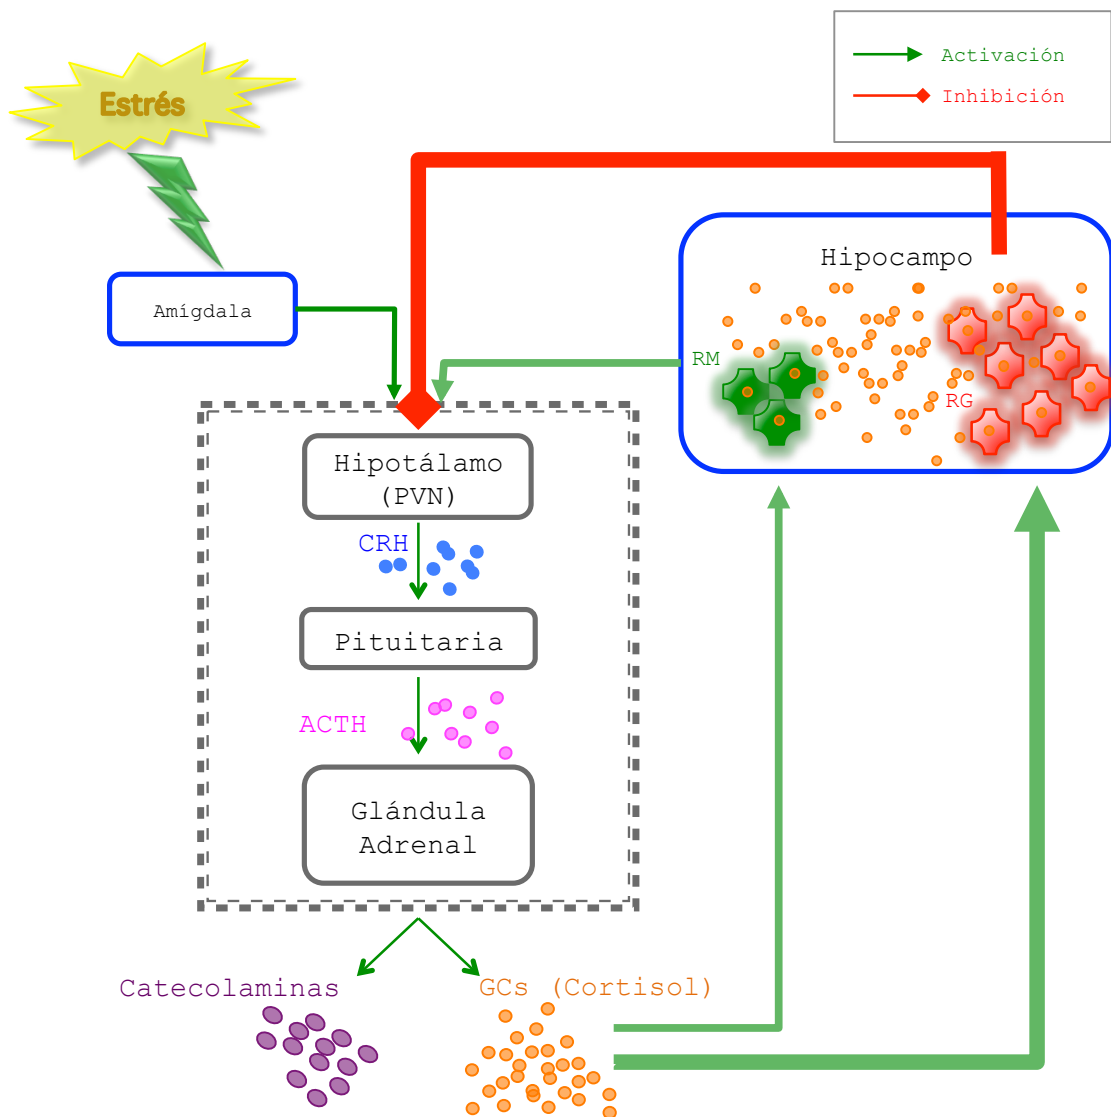 Activación
Inhibición
Estrés
Hipocampo
Amígdala
RM
RG
Hipotálamo
(PVN)
CRH
Pituitaria
ACTH
Glándula
Adrenal
Catecolaminas
GCs (Cortisol)